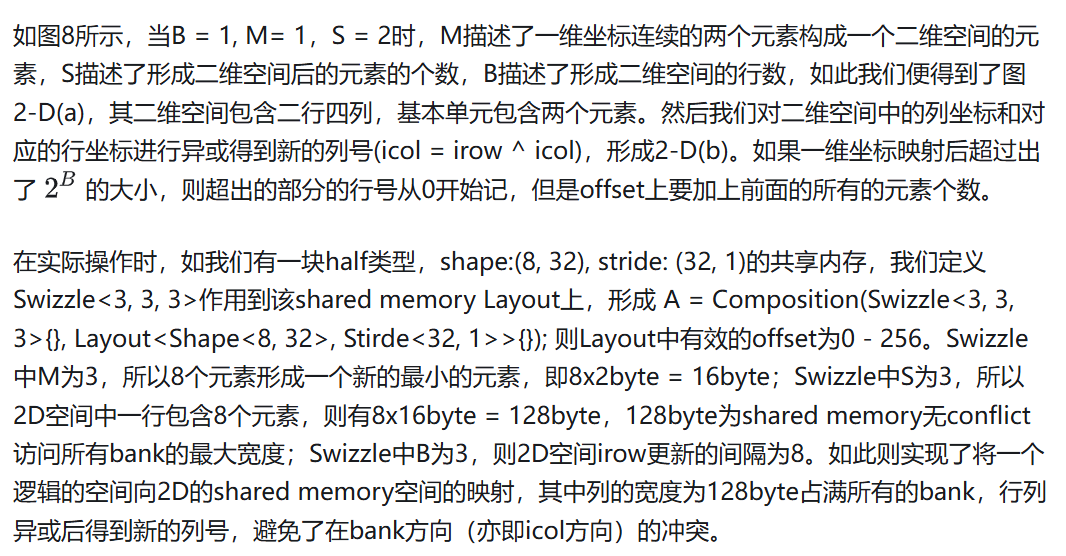 如图8所示，当B = 1, M= 1，S = 2时，M描述了一维坐标连续的两个元素构成一个二维空间的元
素，S描述了形成二维空间后的元素的个数，B描述了形成二维空间的行数，如此我们便得到了图
2-D(a)，其二维空间包含二行四列，基本单元包含两个元素。然后我们对二维空间中的列坐标和对
应的行坐标进行异或得到新的列号(icol = irow ^ icol)，形成2-D(b)。如果一维坐标映射后超过出
了 2^B 的大小，则超出的部分的行号从0开始记，但是offset上要加上前面的所有的元素个数。
在实际操作时，如我们有一块half类型，shape:(8, 32), stride: (32, 1)的共享内存，我们定义
Swizzle<3, 3, 3>作用到该shared memory Layout上，形成 A = Composition(Swizzle<3, 3,
3>{}, Layout<Shape<8, 32>, Stirde<32, 1>>{}); 则Layout中有效的offset为0 - 256。Swizzle
中M为3，所以8个元素形成一个新的最小的元素，即8x2byte = 16byte；Swizzle中S为3，所以
2D空间中一行包含8个元素，则有8x16byte = 128byte，128byte为shared memory无conflict
访问所有bank的最大宽度；Swizzle中B为3，则2D空间irow更新的间隔为8。如此则实现了将一个
逻辑的空间向2D的shared memory空间的映射，其中列的宽度为128byte占满所有的bank，行列
异或后得到新的列号，避免了在bank方向（亦即icol方向）的冲突。